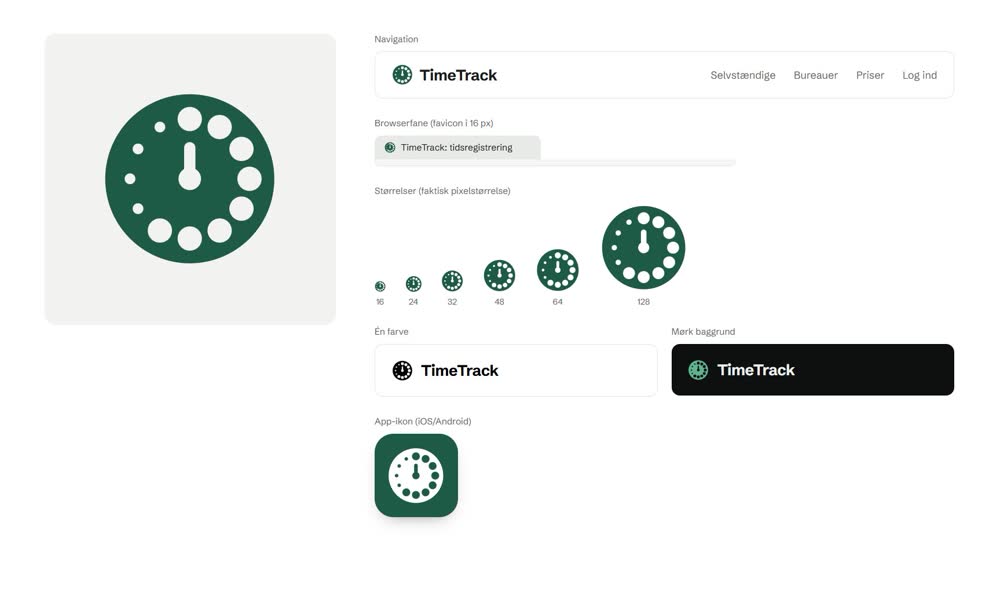 Navigation
TimeTrack
Selvstændige Bureauer Priser Log ind
Browserfane (favicon i 16 px)
TimeTrack: tidsregistrering
Størrelser (faktisk pixelstørrelse)
16 24 32 48 64 128
Én farve
TimeTrack
Mørk baggrund
TimeTrack
App-ikon (iOS/Android)